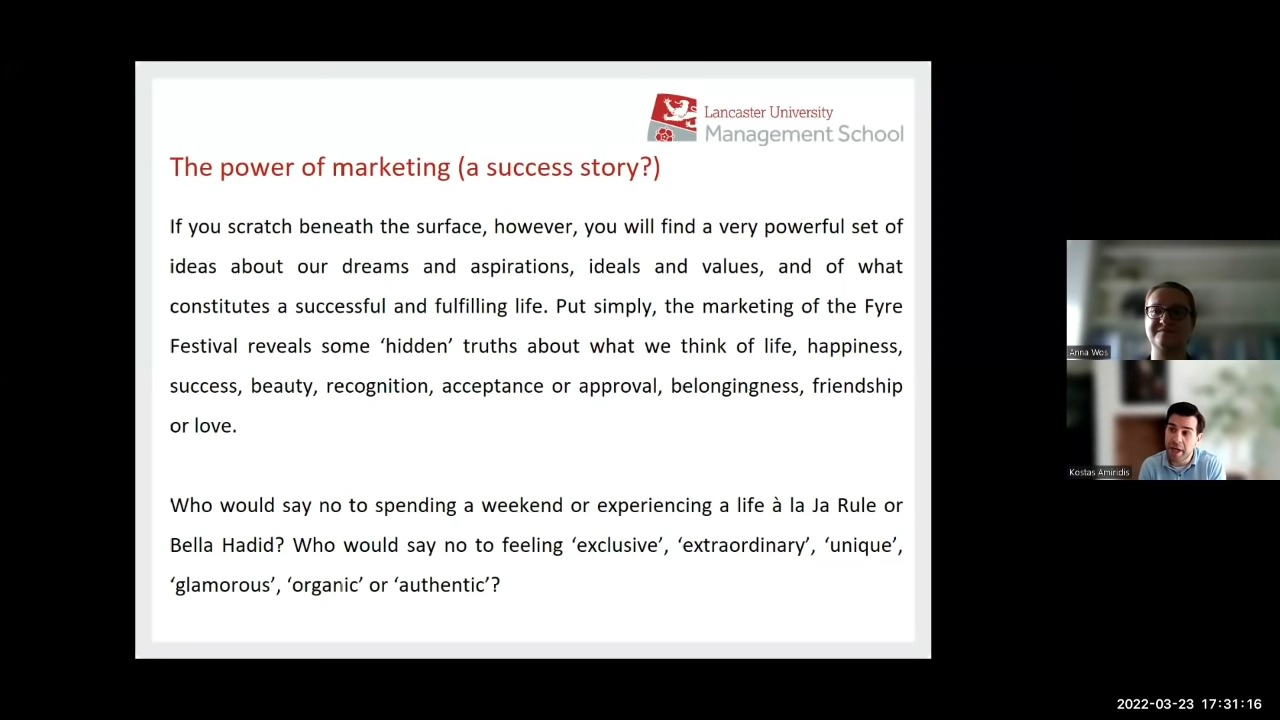 Lancaster University
Management School
The power of marketing (a success story?)
If you scratch beneath the surface, however, you will find a very powerful set of
ideas about our dreams and aspirations, ideals and values, and of what
constitutes a successful and fulfilling life. Put simply, the marketing of the Fyre
Festival reveals some ‘hidden’ truths about what we think of life, happiness,
success, beauty, recognition, acceptance or approval, belongingness, friendship
or love.
Who would say no to spending a weekend or experiencing a life à la Ja Rule or
Bella Hadid? Who would say no to feeling ‘exclusive’, ‘extraordinary’, ‘unique’,
‘glamorous’, ‘organic’ or ‘authentic’?
Anna Wos
Kostas Amiridis
2022-03-23 17:31:16